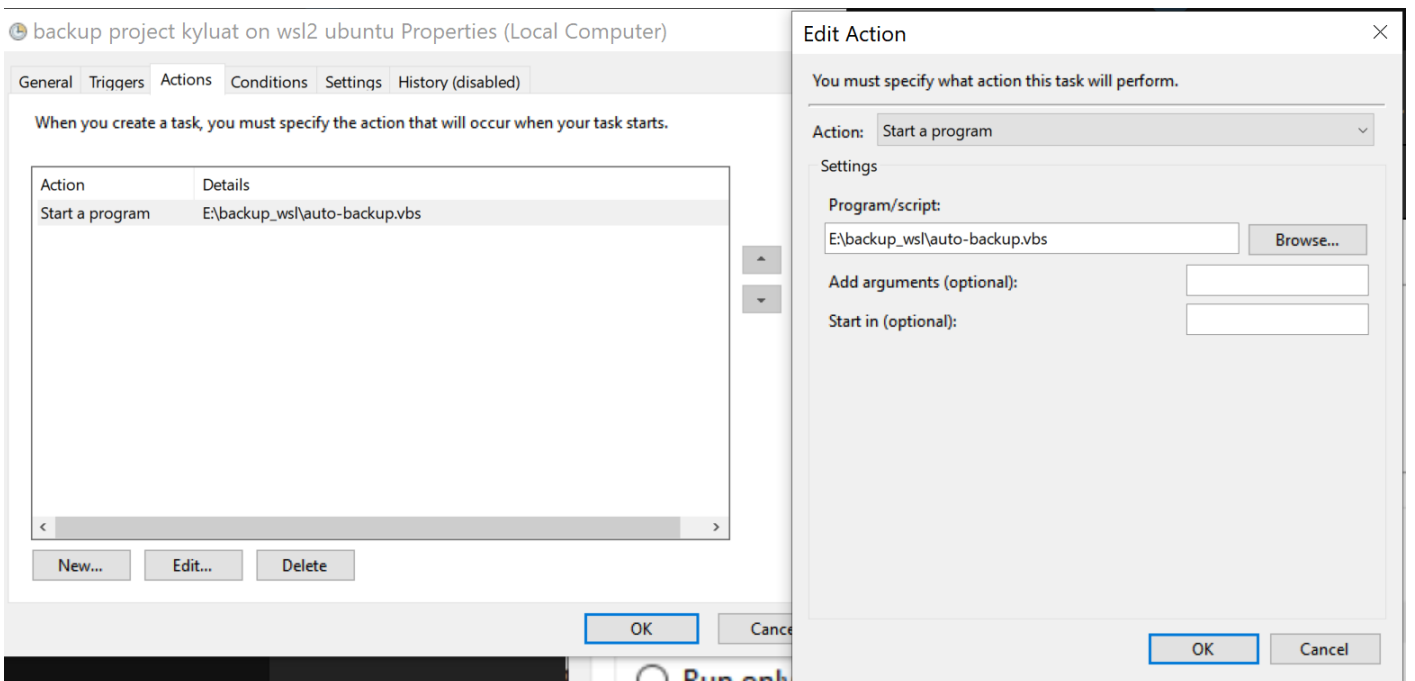 backup project kyluat on wsl2 ubuntu Properties (Local Computer)
General Triggers Actions Conditions Settings History (disabled)
When you create a task, you must specify the action that will occur when your task starts.
Action Details
Start a program E:\backup_wsl\auto-backup.vbs
New... Edit... Delete
OK Cance
Edit Action
You must specify what action this task will perform.
Action: Start a program
Settings
Program/script:
E:\backup_wsl\auto-backup.vbs Browse...
Add arguments (optional):
Start in (optional):
OK Cancel
Run only